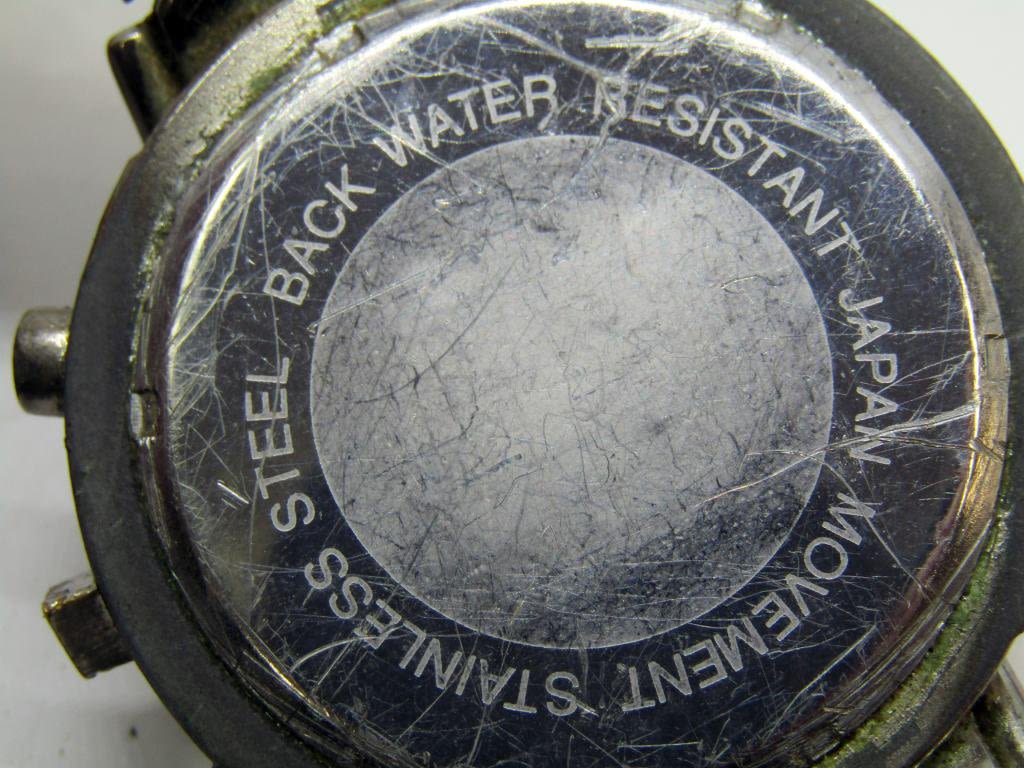 STAINLESS STEEL BACK WATER RESISTANT JAPAN MOVEMENT